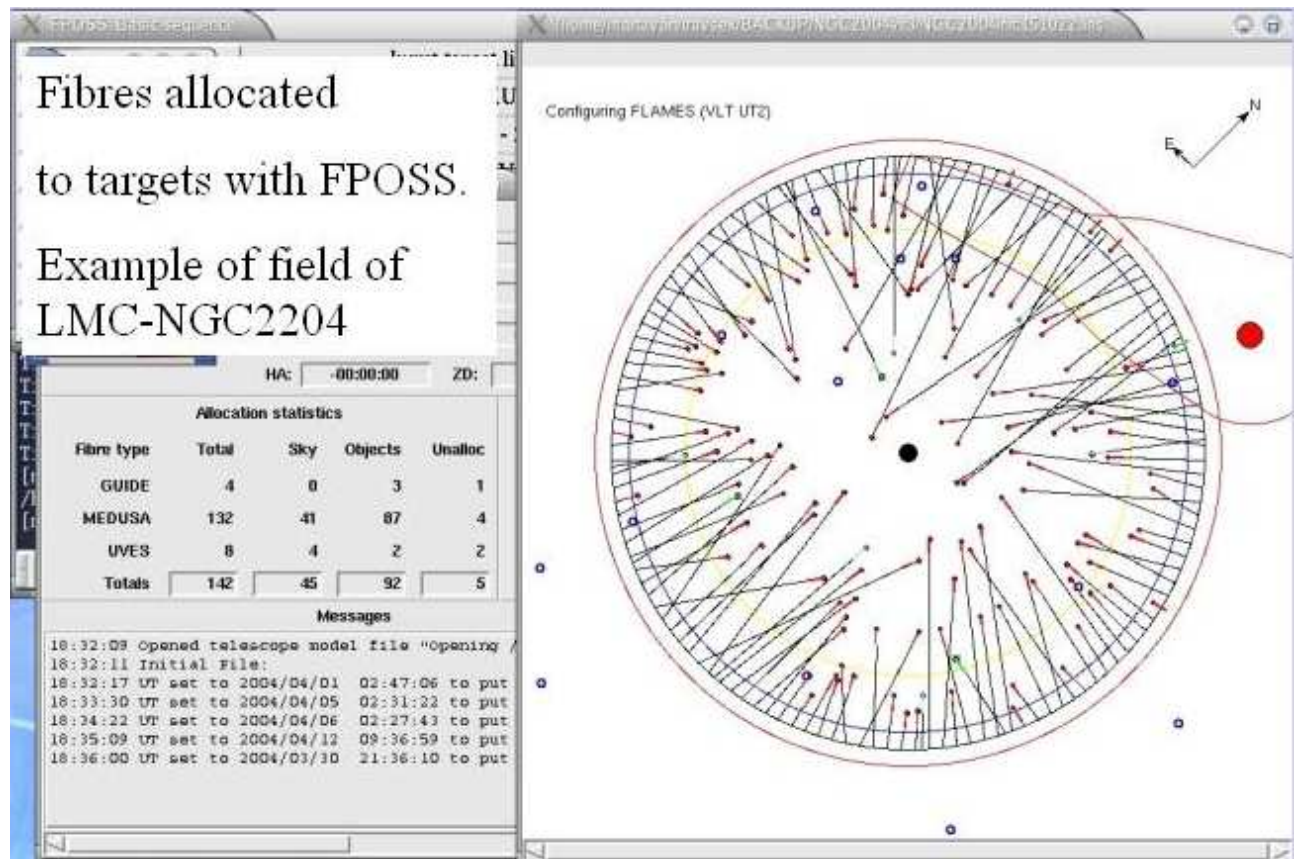 FPOSS: Basic sequence
Fibres allocated
to targets with FPOSS.
Example of field of
LMC-NGC2204
HA: -00:00:00 ZD:
Allocation statistics
Fibre type Total Sky Objects Unalloc
GUIDE 4 0 3 1
MEDUSA 132 41 87 4
UVES 8 4 2 2
Totals 142 45 92 5
Messages
18:32:09 Opened telescope model file "Opening /
18:32:11 Initial File:
18:32:17 UT set to 2004/04/01 02:47:06 to put
18:33:30 UT set to 2004/04/05 02:31:22 to put
18:34:22 UT set to 2004/04/06 02:27:43 to put
18:35:09 UT set to 2004/04/12 09:36:59 to put
18:36:00 UT set to 2004/03/30 21:36:10 to put
Configuring FLAMES (VLT UT2)
N
E